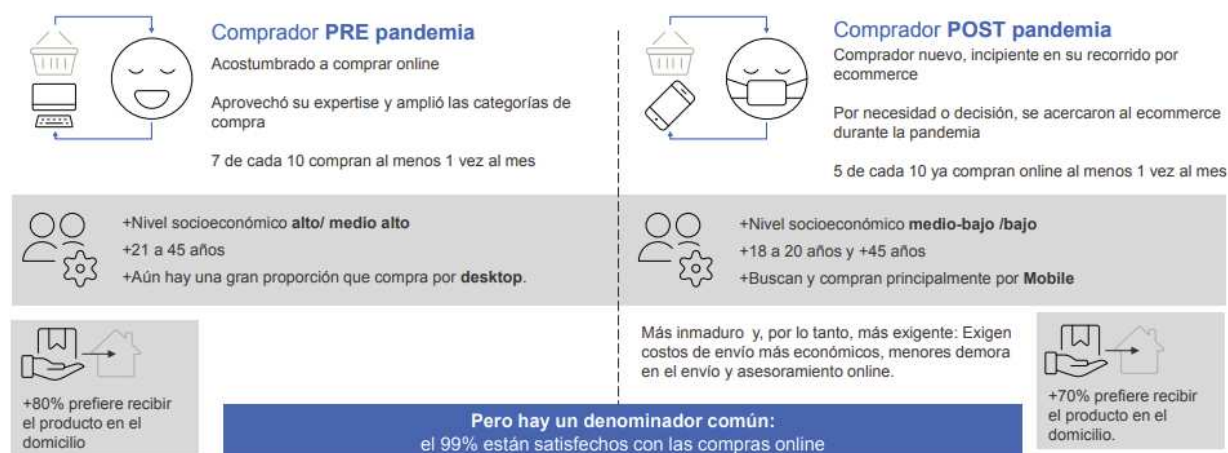 Comprador PRE pandemia
Acostumbrado a comprar online
Aprovechó su expertise y amplió las categorías de
compra
7 de cada 10 compran al menos 1 vez al mes
+Nivel socioeconómico alto/ medio alto
+21 a 45 años
+Aún hay una gran proporción que compra por desktop.
+80% prefiere recibir
el producto en el
domicilio
Comprador POST pandemia
Comprador nuevo, incipiente en su recorrido por
ecommerce
Por necesidad o decisión, se acercaron al ecommerce
durante la pandemia
5 de cada 10 ya compran online al menos 1 vez al mes
+Nivel socioeconómico medio-bajo /bajo
+18 a 20 años y +45 años
+Buscan y compran principalmente por Mobile
Más inmaduro y, por lo tanto, más exigente: Exigen
costos de envío más económicos, menores demora
en el envío y asesoramiento online.
+70% prefiere recibir
el producto en el
domicilio.
Pero hay un denominador común:
el 99% están satisfechos con las compras online